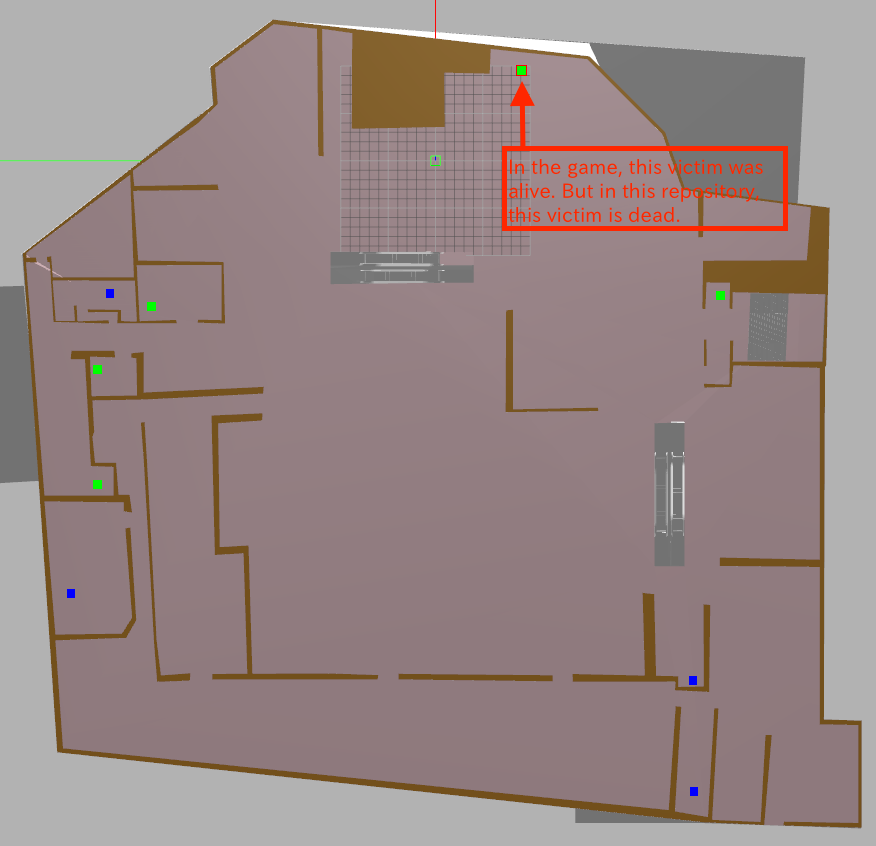 In the game, this victim was
alive. But in this repository,
this victim is dead.